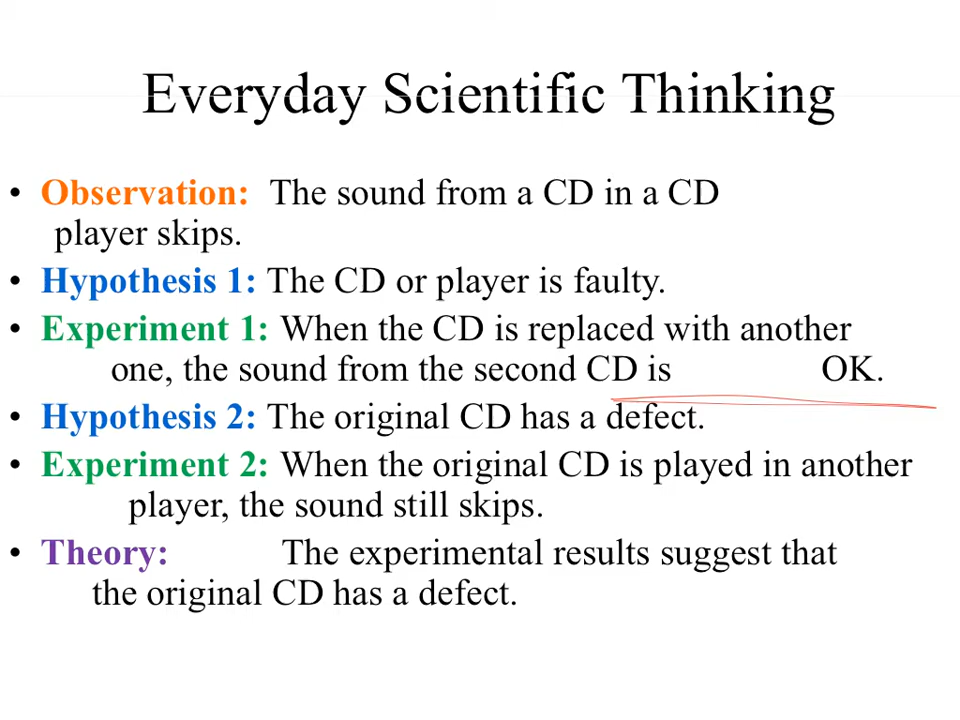 Everyday Scientific Thinking
• Observation: The sound from a CD in a CD
player skips.
• Hypothesis 1: The CD or player is faulty.
• Experiment 1: When the CD is replaced with another
one, the sound from the second CD is OK.
• Hypothesis 2: The original CD has a defect.
• Experiment 2: When the original CD is played in another
player, the sound still skips.
• Theory: The experimental results suggest that
the original CD has a defect.